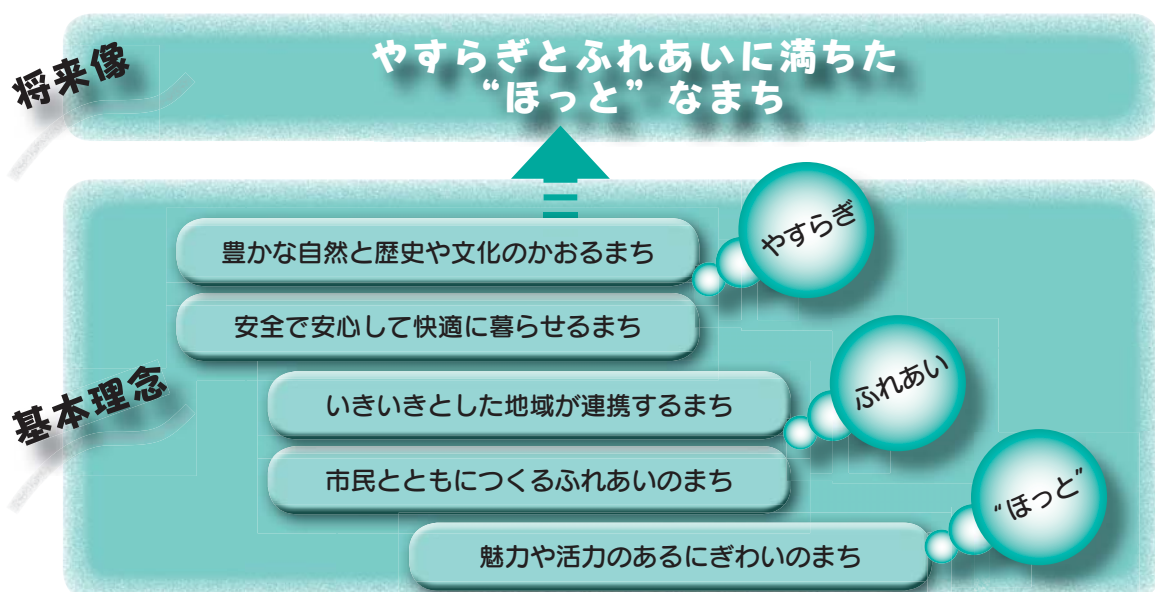 将来像
やすらぎとふれあいに満ちた
“ほっと”なまち
基本理念
豊かな自然と歴史や文化のかおるまち
安全で安心して快適に暮らせるまち
やすらぎ
いきいきとした地域が連携するまち
市民とともにつくるふれあいのまち
ふれあい
魅力や活力のあるにぎわいのまち
“ほっと”